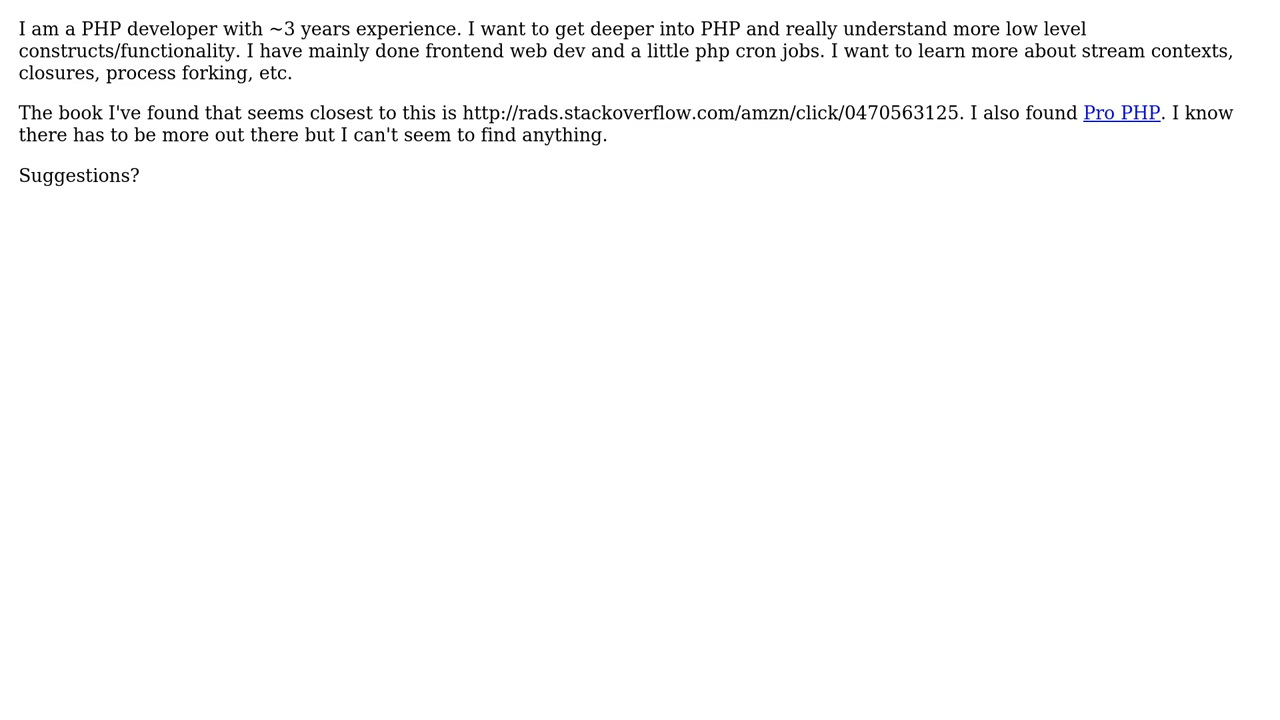 I am a PHP developer with ~3 years experience. I want to get deeper into PHP and really understand more low level
constructs/functionality. I have mainly done frontend web dev and a little php cron jobs. I want to learn more about stream contexts,
closures, process forking, etc.
The book I've found that seems closest to this is http://rads.stackoverflow.com/amzn/click/0470563125. I also found Pro PHP. I know
there has to be more out there but I can't seem to find anything.
Suggestions?